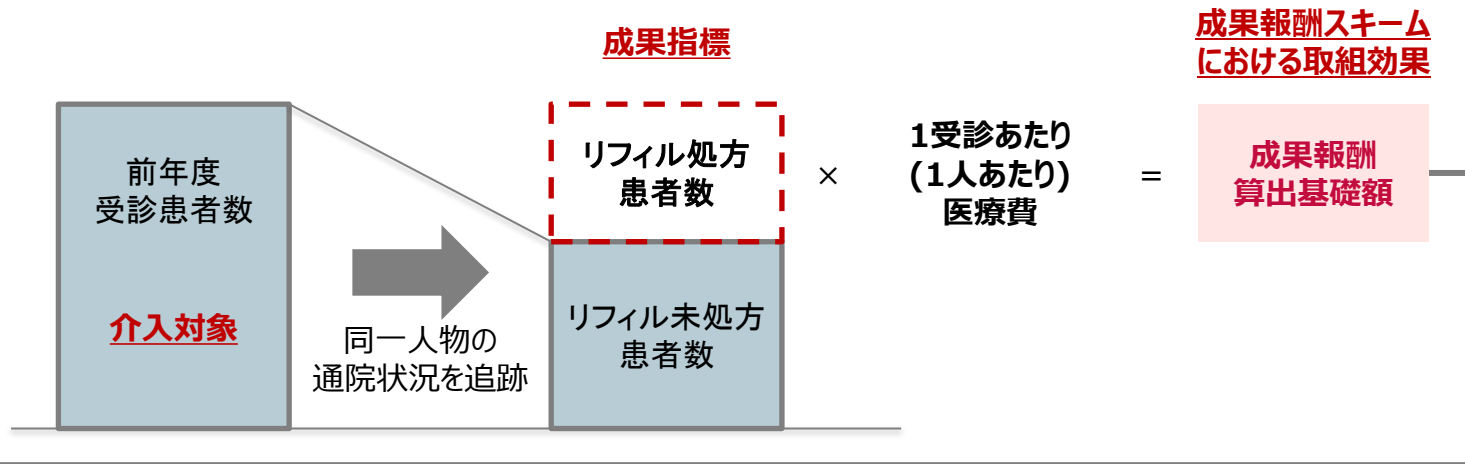 成果指標
成果報酬スキーム
における取組効果
前年度
受診患者数
介入対象
同一人物の
通院状況を追跡
リフィル処方
患者数
リフィル未処方
患者数
×
1受診あたり
(1人あたり)
医療費
=
成果報酬
算出基礎額